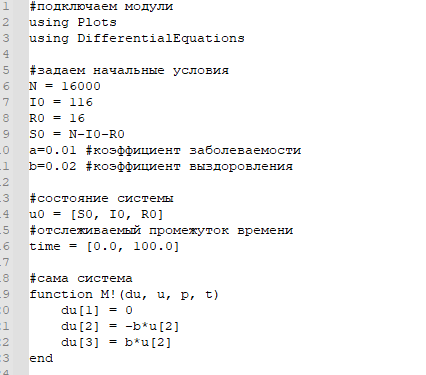 1 #подключаем модули
2 using Plots
3 using DifferentialEquations
4
5 #задаем начальные условия
6 N = 16000
7 I0 = 116
8 R0 = 16
9 S0 = N-I0-R0
0 a=0.01 #коэффициент заболеваемости
1 b=0.02 #коэффициент выздоровления
2
3 #состояние системы
4 u0 = [S0, I0, R0]
5 #отслеживаемый промежуток времени
6 time = [0.0, 100.0]
7
8 #сама система
9 function M!(du, u, p, t)
0     du[1] = 0
1     du[2] = -b*u[2]
2     du[3] = b*u[2]
3 end